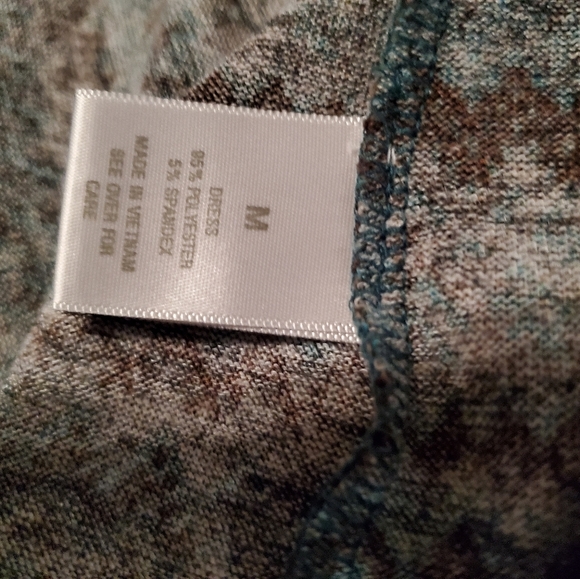 M
DRESS
95% POLYESTER
5% SPANDEX
MADE IN VIETNAM
SEE OVER FOR
CARE